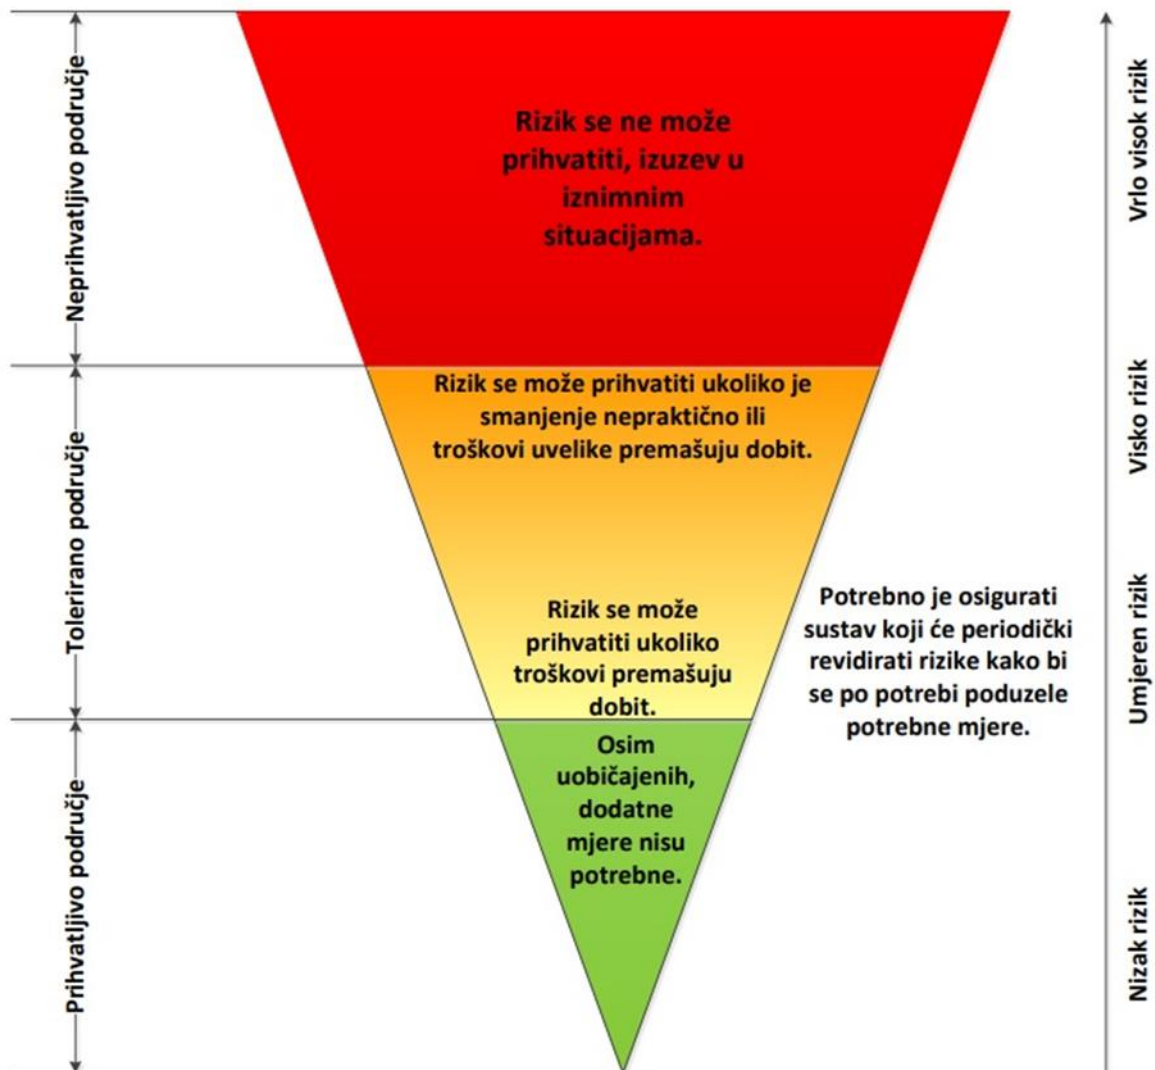 Neprihvatljivo područje
Tolerirano područje
Prihvatljivo područje
Rizik se ne može
prihvatiti, izuzev u
iznimnim
situacijama.
Rizik se može prihvatiti ukoliko je
smanjenje nepraktično ili
troškovi uvelike premašuju dobit.
Rizik se može
prihvatiti ukoliko
troškovi premašuju
dobit.
Osim
uobičajenih,
dodatne
mjere nisu
potrebne.
Potrebno je osigurati
sustav koji će periodički
revidirati rizike kako bi
se po potrebi poduzele
potrebne mjere.
Vrlo visok rizik
Visko rizik
Umjeren rizik
Nizak rizik